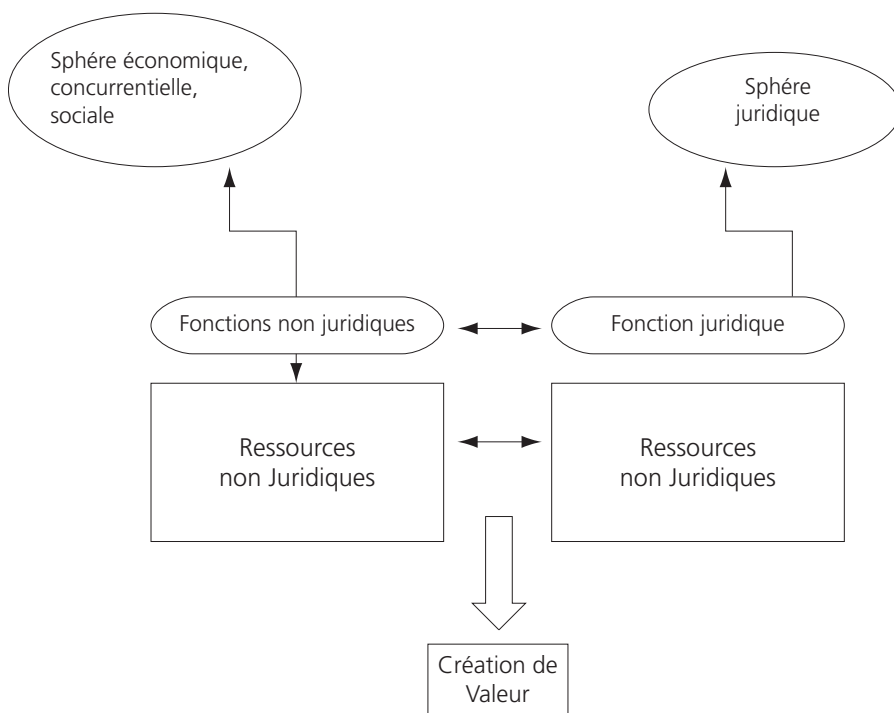 Sphére économique,
concurrentielle,
sociale
Sphére
juridique
Fonctions non juridiques
Fonction juridique
Ressources
non Juridiques
Ressources
non Juridiques
Création de
Valeur